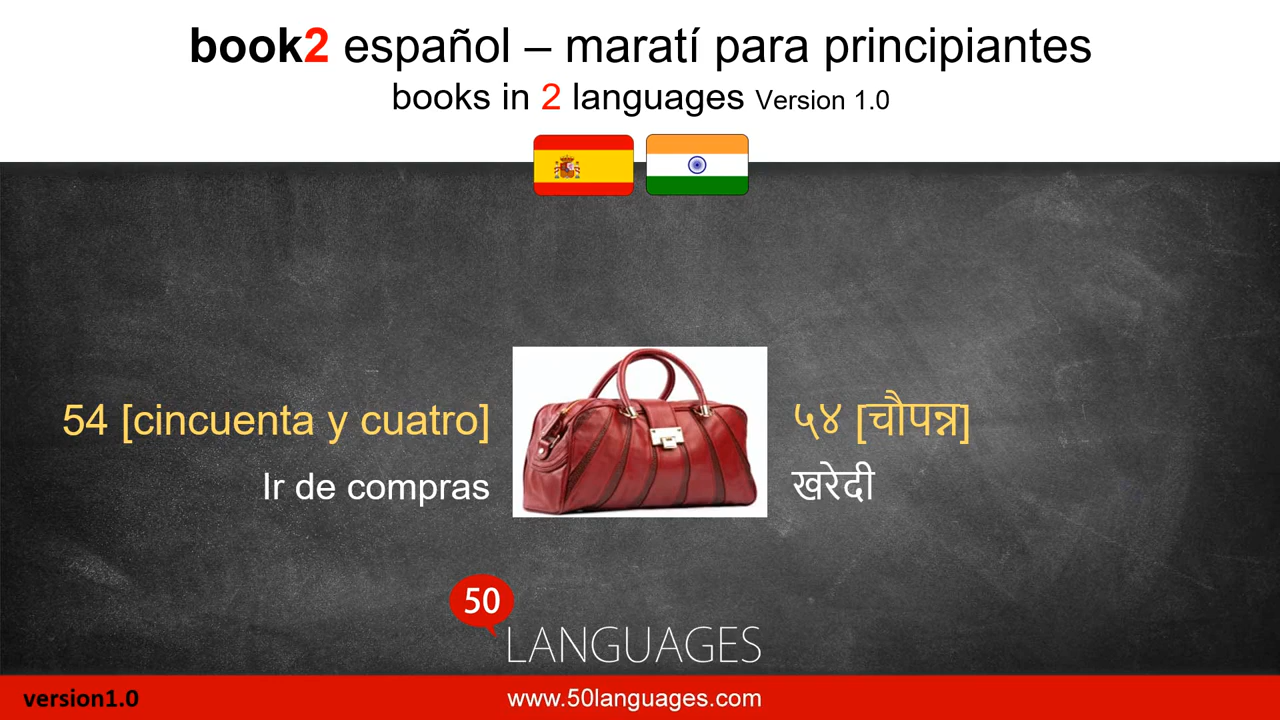 book2 español – maratí para principiantes
books in 2 languages Version 1.0
54 [cincuenta y cuatro]
Ir de compras
५४ [चौपन्न]
खरेदी
50
LANGUAGES
version1.0
www.50languages.com